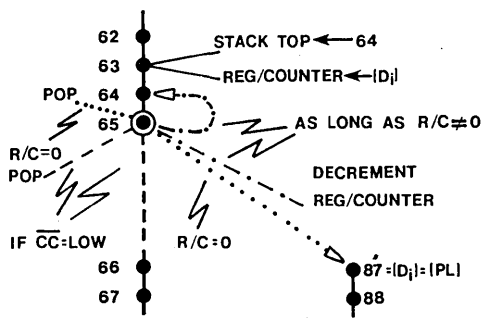 62
STACK TOP ← 64
63
REG/COUNTER ← [Di]
64
POP
65
AS LONG AS R/C≠0
R/C=0
POP
DECREMENT
REG/COUNTER
IF C̅C̅=LOW
R/C=0
66
87=[Di]=[PL]
67
88